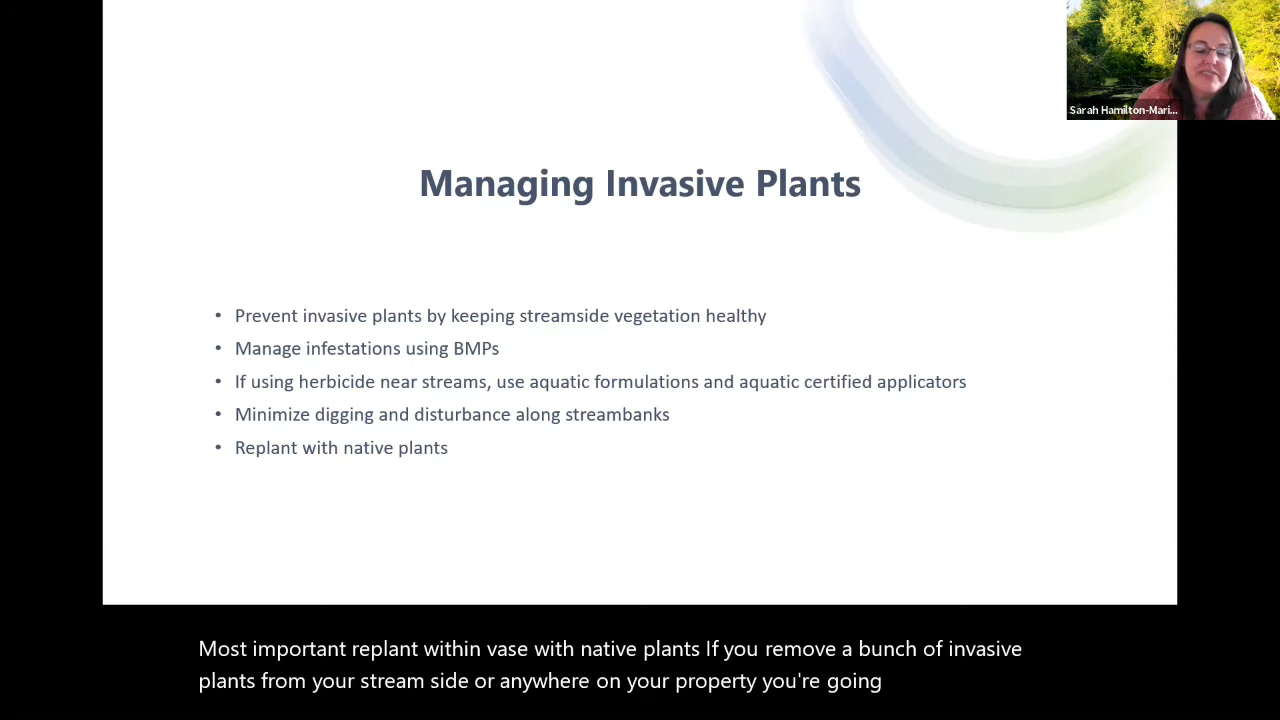 Sarah Hamilton-Mari...
Managing Invasive Plants
• Prevent invasive plants by keeping streamside vegetation healthy
• Manage infestations using BMPs
• If using herbicide near streams, use aquatic formulations and aquatic certified applicators
• Minimize digging and disturbance along streambanks
• Replant with native plants
Most important replant within vase with native plants If you remove a bunch of invasive
plants from your stream side or anywhere on your property you're going